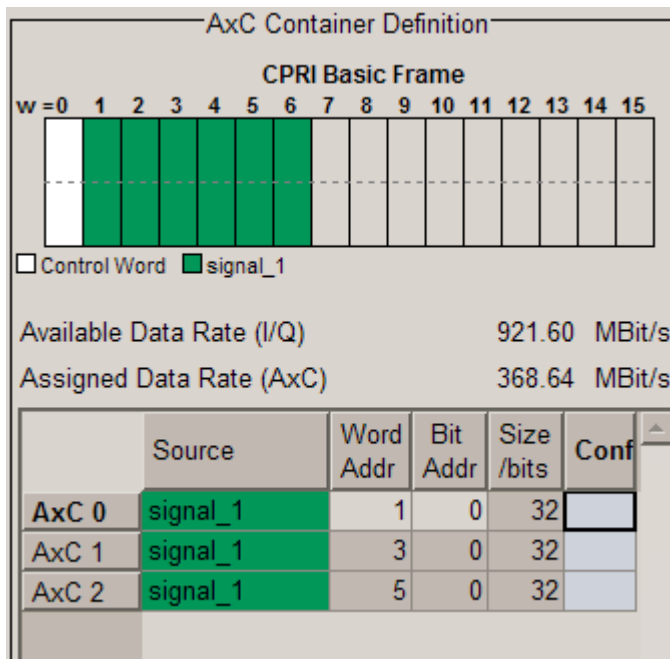 AxC Container Definition
CPRI Basic Frame
w =0 1 2 3 4 5 6 7 8 9 10 11 12 13 14 15
Control Word signal_1
Available Data Rate (I/Q) 921.60 MBit/s
Assigned Data Rate (AxC) 368.64 MBit/s
Source Word Addr Bit Addr Size /bits Conf
AxC 0 signal_1 1 0 32
AxC 1 signal_1 3 0 32
AxC 2 signal_1 5 0 32